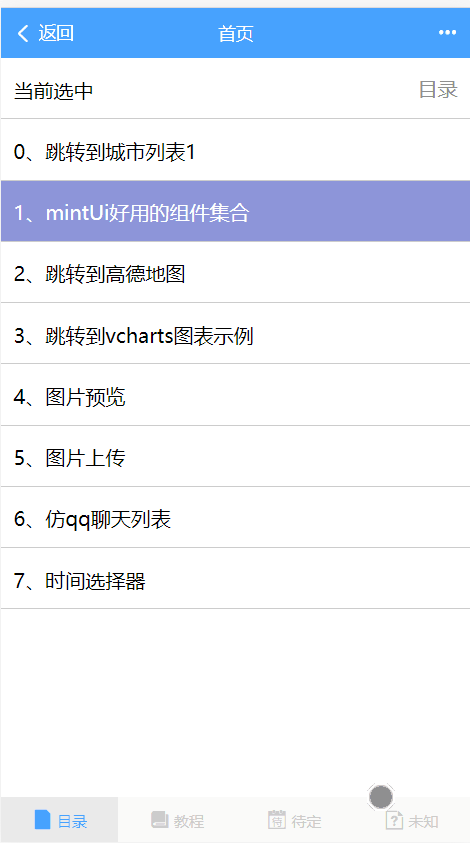 返回 首页 •••
当前选中 目录
0、跳转到城市列表1
1、mintUi好用的组件集合
2、跳转到高德地图
3、跳转到vcharts图表示例
4、图片预览
5、图片上传
6、仿qq聊天列表
7、时间选择器
目录 教程 待 待定 ? 未知